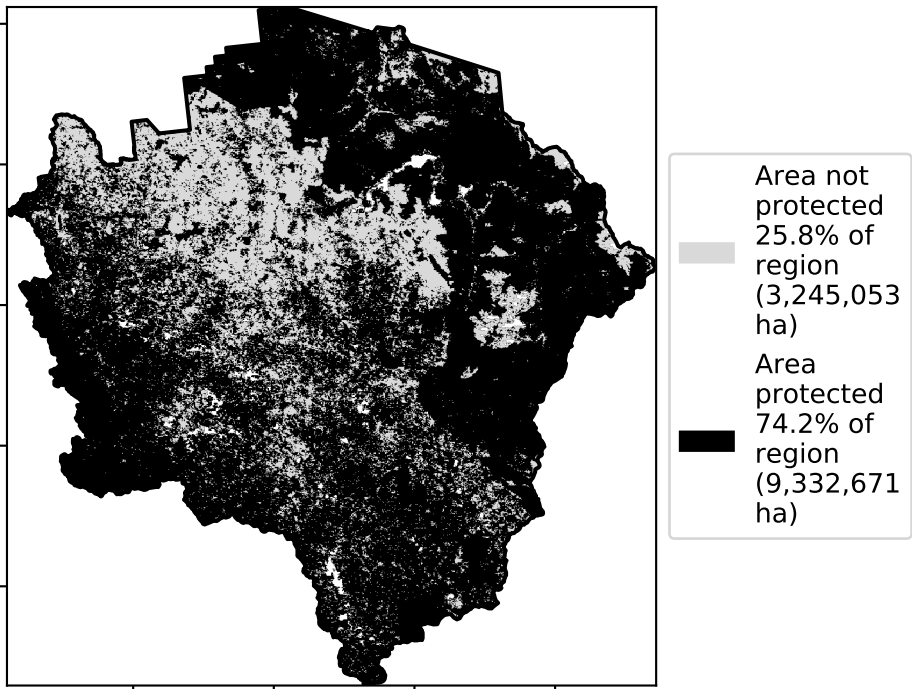 Area not
protected
25.8% of
region
(3,245,053
ha)
Area
protected
74.2% of
region
(9,332,671
ha)